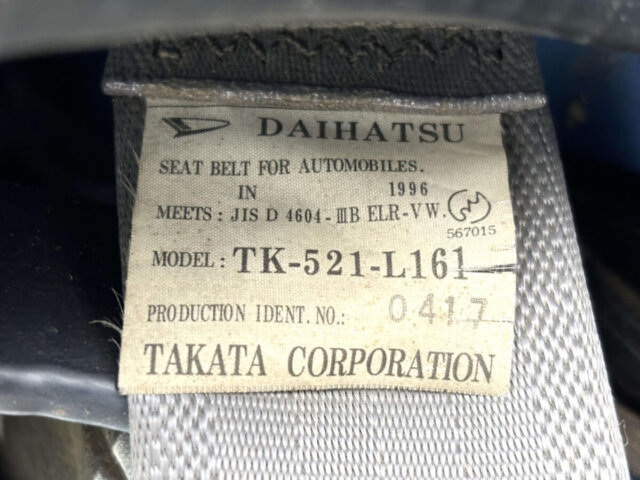 DAIHATSU
SEAT BELT FOR AUTOMOBILES.
IN 1996
MEETS: JIS D 4604-ⅢB ELR-VW.
567015
MODEL: TK-521-L161
PRODUCTION IDENT. NO.: 0417
TAKATA CORPORATION